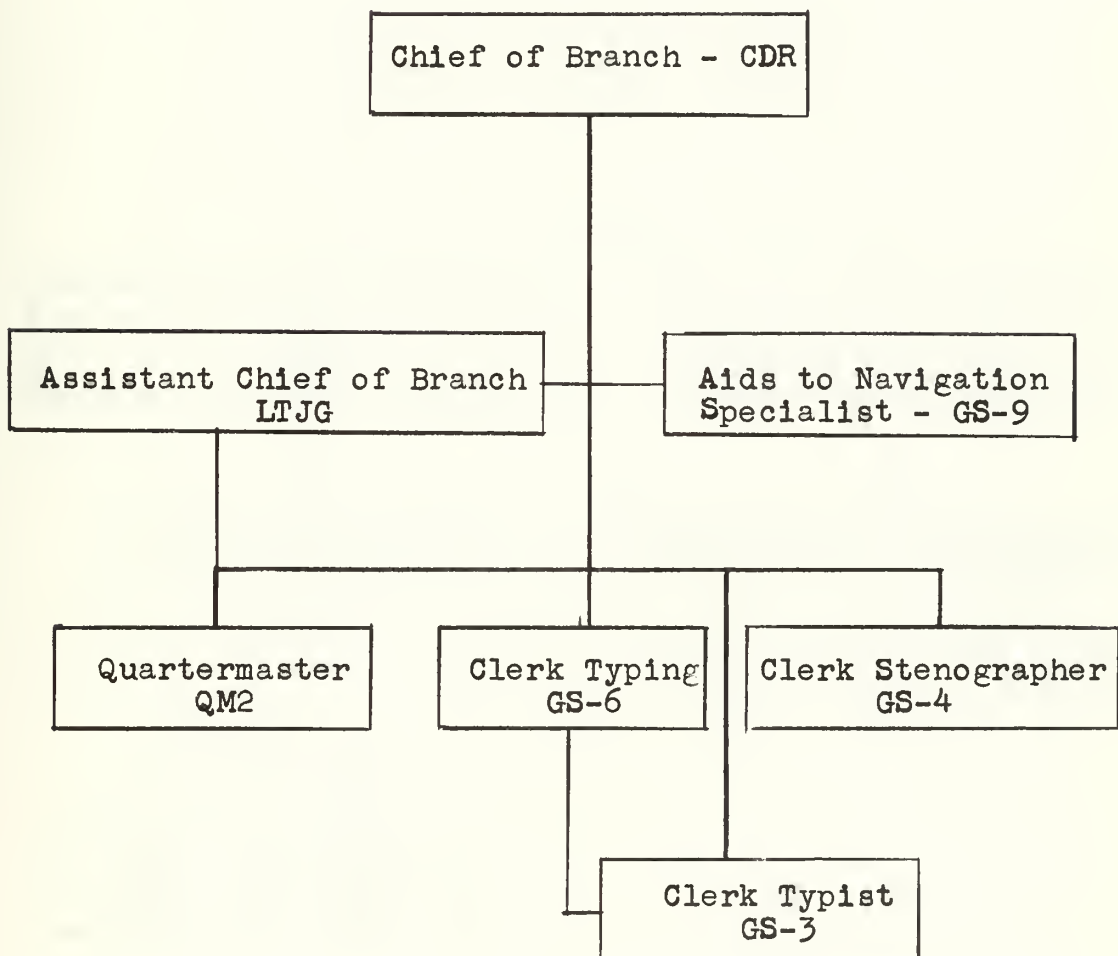 Chief of Branch - CDR
Assistant Chief of Branch
LTJG
Aids to Navigation
Specialist - GS-9
Quartermaster
QM2
Clerk Typing
GS-6
Clerk Stenographer
GS-4
Clerk Typist
GS-3